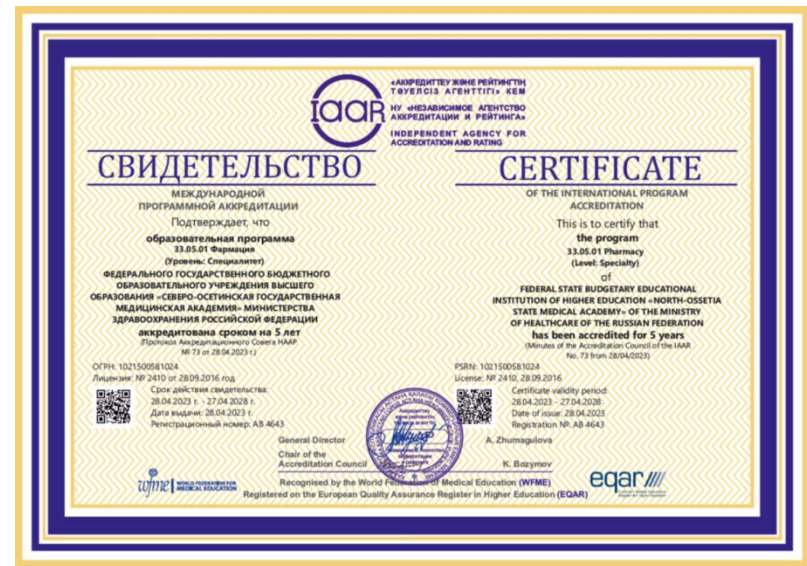 IAAR
«АККРЕДИТТЕУ ЖӘНЕ РЕЙТИНГТІҢ
ТӘУЕЛСІЗ АГЕНТТІГІ» КЕМ
НУ «НЕЗАВИСИМОЕ АГЕНТСТВО
АККРЕДИТАЦИИ И РЕЙТИНГА»
INDEPENDENT AGENCY FOR
ACCREDITATION AND RATING
СВИДЕТЕЛЬСТВО
МЕЖДУНАРОДНОЙ
ПРОГРАММНОЙ АККРЕДИТАЦИИ
Подтверждает, что
образовательная программа
33.05.01 Фармация
(Уровень: Специалитет)
ФЕДЕРАЛЬНОГО ГОСУДАРСТВЕННОГО БЮДЖЕТНОГО
ОБРАЗОВАТЕЛЬНОГО УЧРЕЖДЕНИЯ ВЫСШЕГО
ОБРАЗОВАНИЯ «СЕВЕРО-ОСЕТИНСКАЯ ГОСУДАРСТВЕННАЯ
МЕДИЦИНСКАЯ АКАДЕМИЯ» МИНИСТЕРСТВА
ЗДРАВООХРАНЕНИЯ РОССИЙСКОЙ ФЕДЕРАЦИИ
аккредитована сроком на 5 лет
(Протокол Аккредитационного Совета НААР
№ 73 от 28.04.2023 г.)
ОГРН: 1021500581024
Лицензия: № 2410 от 28.09.2016 год
Срок действия свидетельства:
28.04.2023 г. - 27.04.2028 г.
Дата выдачи: 28.04.2023 г.
Регистрационный номер: AB 4643
CERTIFICATE
OF THE INTERNATIONAL PROGRAM
ACCREDITATION
This is to certify that
the program
33.05.01 Pharmacy
(Level: Specialty)
of
FEDERAL STATE BUDGETARY EDUCATIONAL
INSTITUTION OF HIGHER EDUCATION «NORTH-OSSETIA
STATE MEDICAL ACADEMY» OF THE MINISTRY
OF HEALTHCARE OF THE RUSSIAN FEDERATION
has been accredited for 5 years
(Minutes of the Accreditation Council of the IAAR
No. 73 from 28/04/2023)
PSRN: 1021500581024
License: № 2410, 28.09.2016
Certificate validity period:
28.04.2023 - 27.04.2028
Date of issue: 28.04.2023
Registration №: AB 4643
General Director A. Zhumagulova
Chair of the
Accreditation Council K. Bozymov
wfme WORLD FEDERATION FOR
MEDICAL EDUCATION
Recognised by the World Federation of Medical Education (WFME)
Registered on the European Quality Assurance Register in Higher Education (EQAR)
eqar